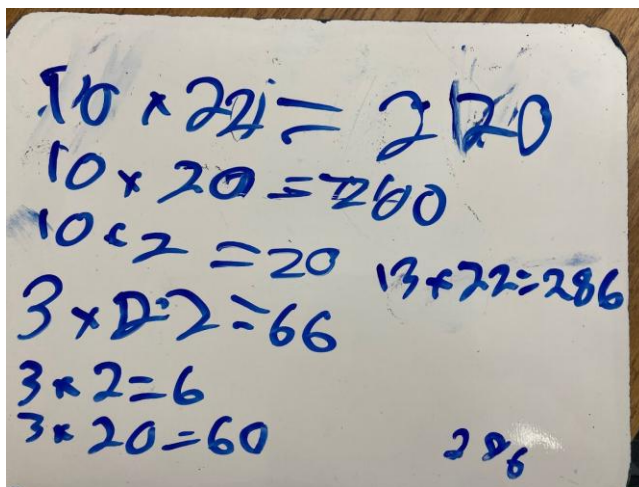 10 × 22 = 220
10 × 20 = 200
10 × 2 = 20
13 × 22 = 286
3 × 22 = 66
3 × 2 = 6
3 × 20 = 60
286